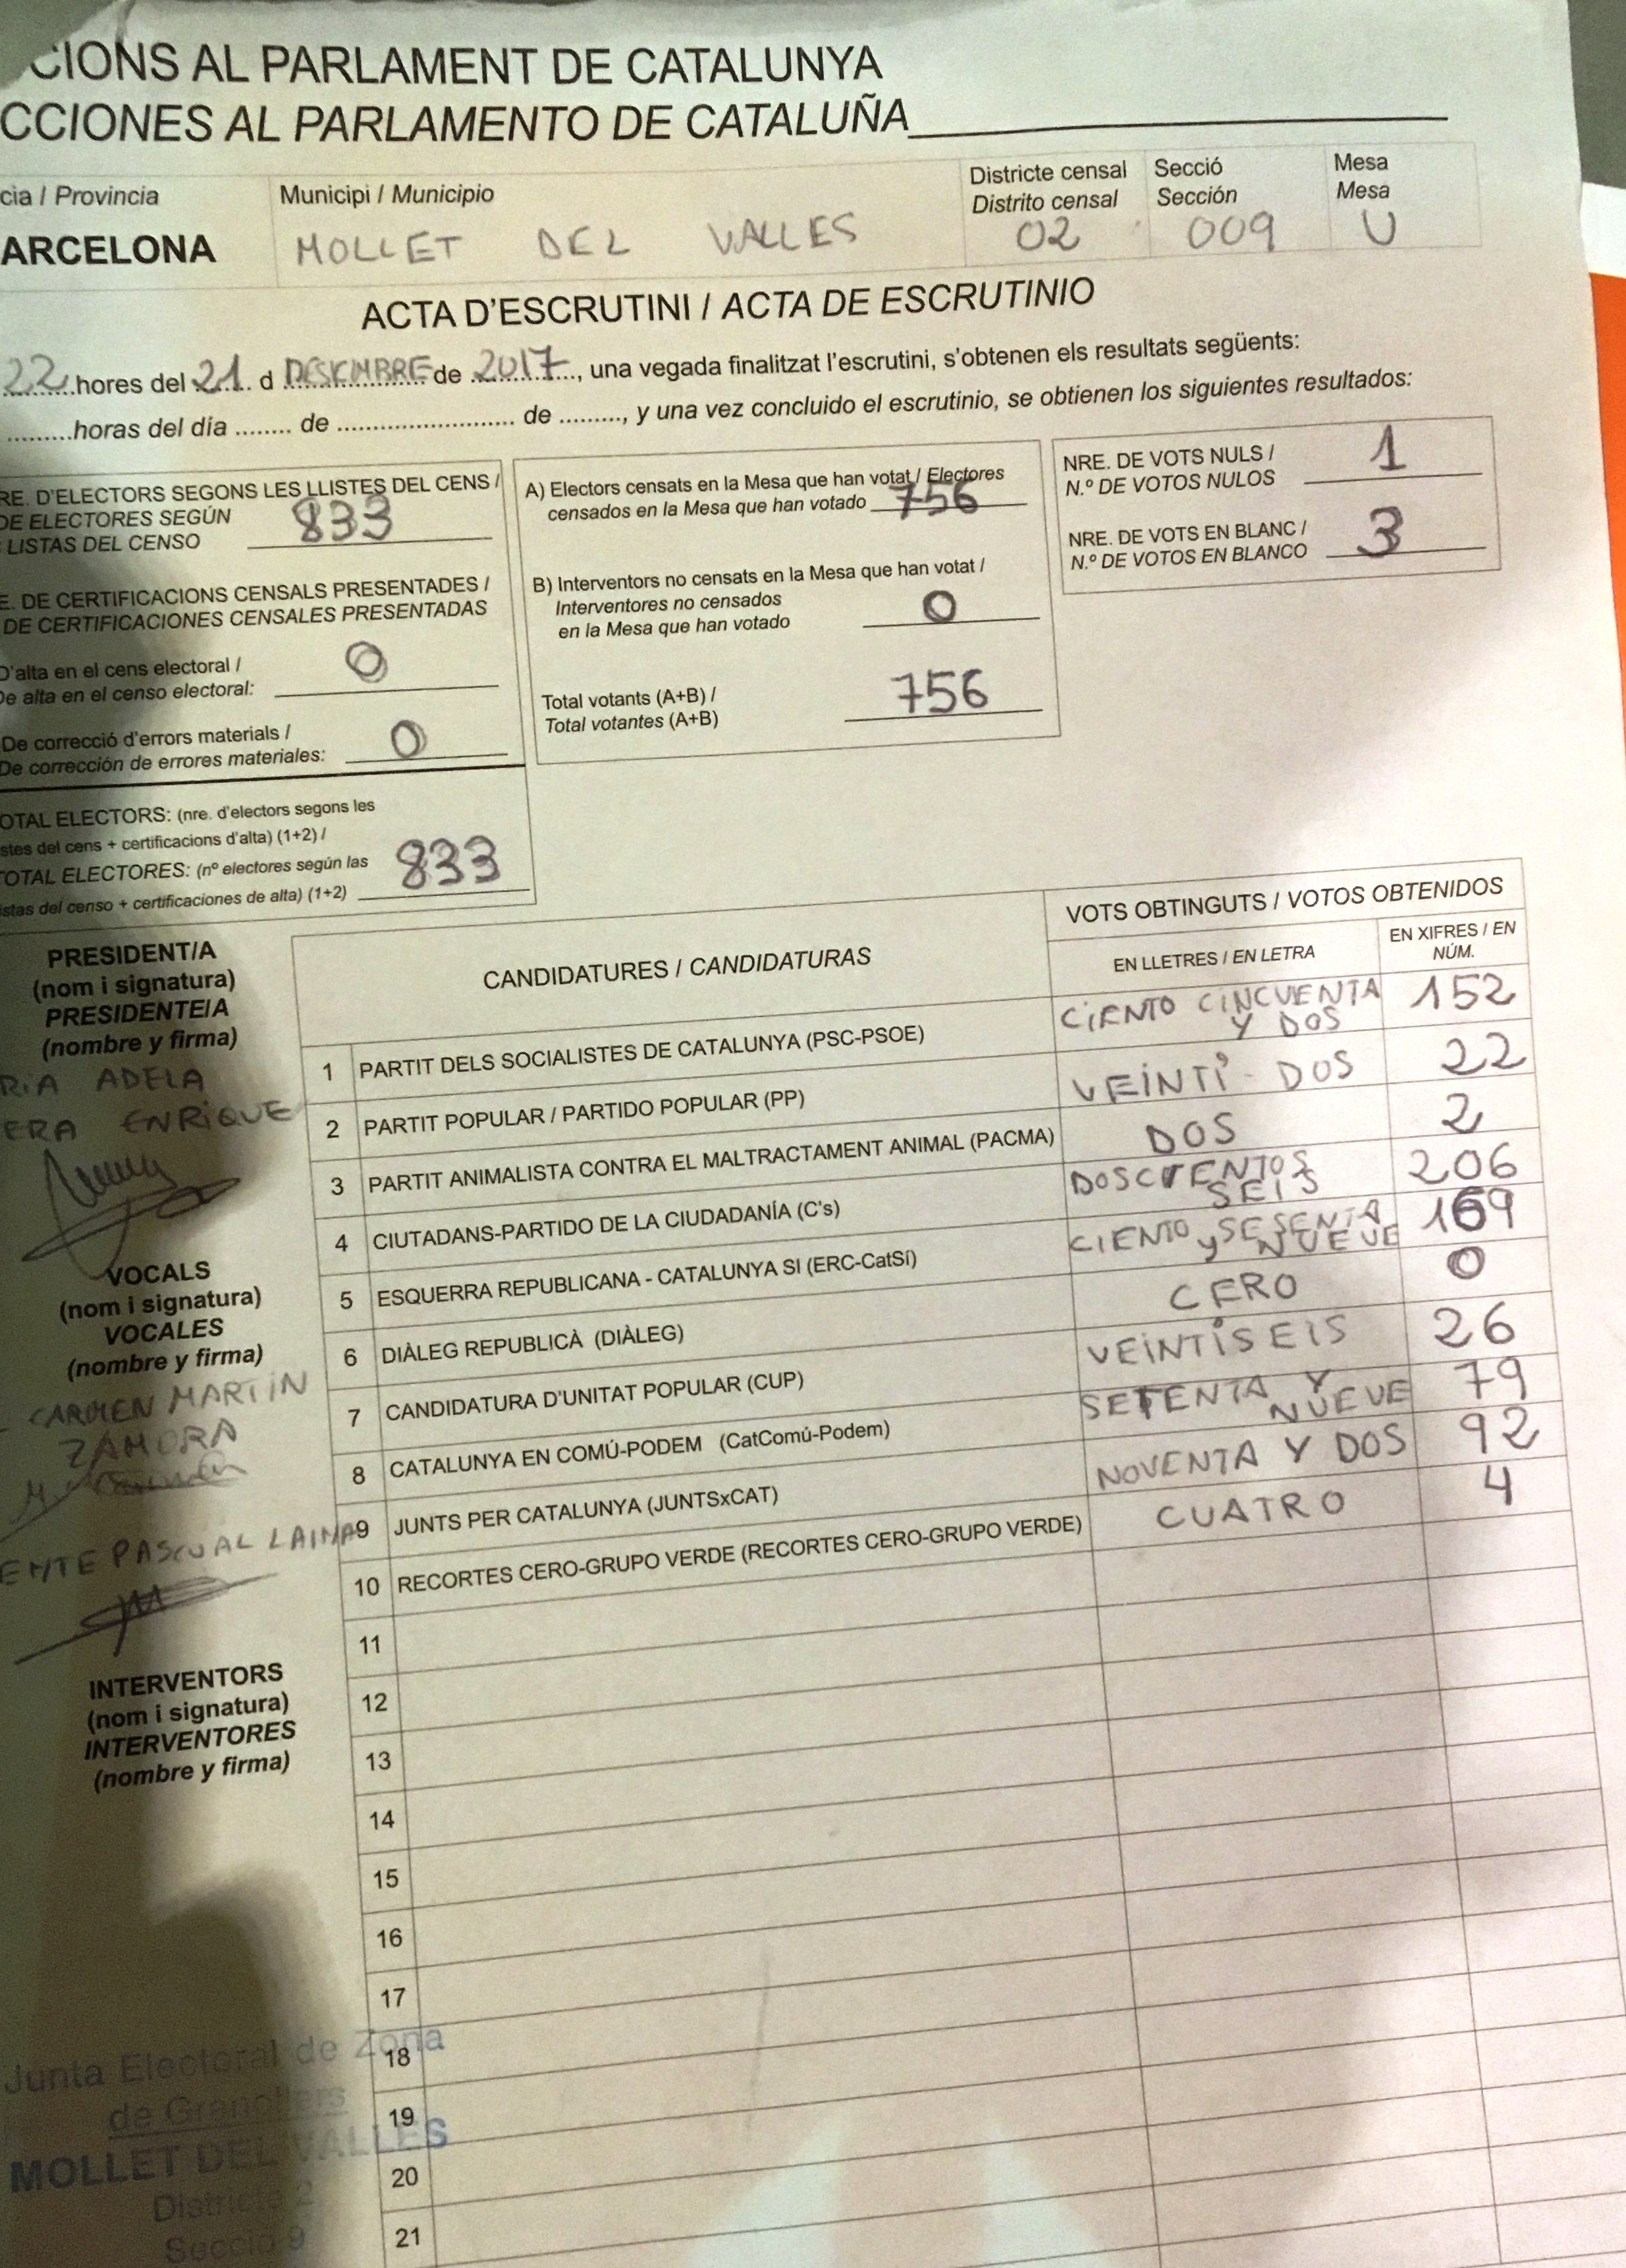 CIONS AL PARLAMENT DE CATALUNYA
CCIONES AL PARLAMENTO DE CATALUÑA
cia / Provincia
ARCELONA
Municipi / Municipio
MOLLET DEL VALLES
Districte censal
Distrito censal
02
Secció
Sección
009
Mesa
Mesa
U
ACTA D'ESCRUTINI / ACTA DE ESCRUTINIO
22 hores del 21 d DESEMBRE de 2017, una vegada finalitzat l'escrutini, s'obtenen els resultats següents:
.........horas del día ........ de ......................... de ........., y una vez concluido el escrutinio, se obtienen los siguientes resultados:
RE. D'ELECTORS SEGONS LES LLISTES DEL CENS /
DE ELECTORES SEGÚN
LISTAS DEL CENSO 833
E. DE CERTIFICACIONS CENSALS PRESENTADES /
DE CERTIFICACIONES CENSALES PRESENTADAS
D'alta en el cens electoral /
De alta en el censo electoral: 0
De correcció d'errors materials /
De corrección de errores materiales: 0
OTAL ELECTORS: (nre. d'electors segons les
stes del cens + certificacions d'alta) (1+2) /
TOTAL ELECTORES: (nº electores según las
istas del censo + certificaciones de alta) (1+2) 833
A) Electors censats en la Mesa que han votat / Electores
censados en la Mesa que han votado 756
B) Interventors no censats en la Mesa que han votat /
Interventores no censados
en la Mesa que han votado 0
Total votants (A+B) /
Total votantes (A+B) 756
NRE. DE VOTS NULS /
N.º DE VOTOS NULOS 1
NRE. DE VOTS EN BLANC /
N.º DE VOTOS EN BLANCO 3
PRESIDENT/A
(nom i signatura)
PRESIDENTE/A
(nombre y firma)
RIA ADELA
ERA ENRIQUE
VOCALS
(nom i signatura)
VOCALES
(nombre y firma)
CARMEN MARTIN
ZAMORA
ENTE PASCUAL LAINA
INTERVENTORS
(nom i signatura)
INTERVENTORES
(nombre y firma)
CANDIDATURES / CANDIDATURAS
VOTS OBTINGUTS / VOTOS OBTENIDOS
EN LLETRES / EN LETRA
EN XIFRES / EN
NÚM.
1 PARTIT DELS SOCIALISTES DE CATALUNYA (PSC-PSOE) CIENTO CINCUENTA Y DOS 152
2 PARTIT POPULAR / PARTIDO POPULAR (PP) VEINTI-DOS 22
3 PARTIT ANIMALISTA CONTRA EL MALTRACTAMENT ANIMAL (PACMA) DOS 2
4 CIUTADANS-PARTIDO DE LA CIUDADANÍA (C's) DOSCIENTOS SEIS 206
5 ESQUERRA REPUBLICANA - CATALUNYA SI (ERC-CatSí) CIENTO y SESENTA NUEVE 169
6 DIÀLEG REPUBLICÀ (DIÀLEG) CERO 0
7 CANDIDATURA D'UNITAT POPULAR (CUP) VEINTISEIS 26
8 CATALUNYA EN COMÚ-PODEM (CatComú-Podem) SETENTA Y NUEVE 79
9 JUNTS PER CATALUNYA (JUNTSxCAT) NOVENTA Y DOS 92
10 RECORTES CERO-GRUPO VERDE (RECORTES CERO-GRUPO VERDE) CUATRO 4
11
12
13
14
15
16
17
18
19
20
21
Junta Electoral de Zona
de Granollers
MOLLET DEL VALLES
Districte 2
Secció 9